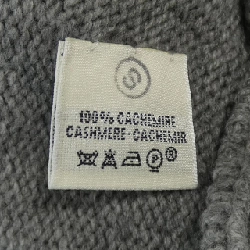 S
100% CACHEMIRE
CASHMERE-CACHEMIR
P ®